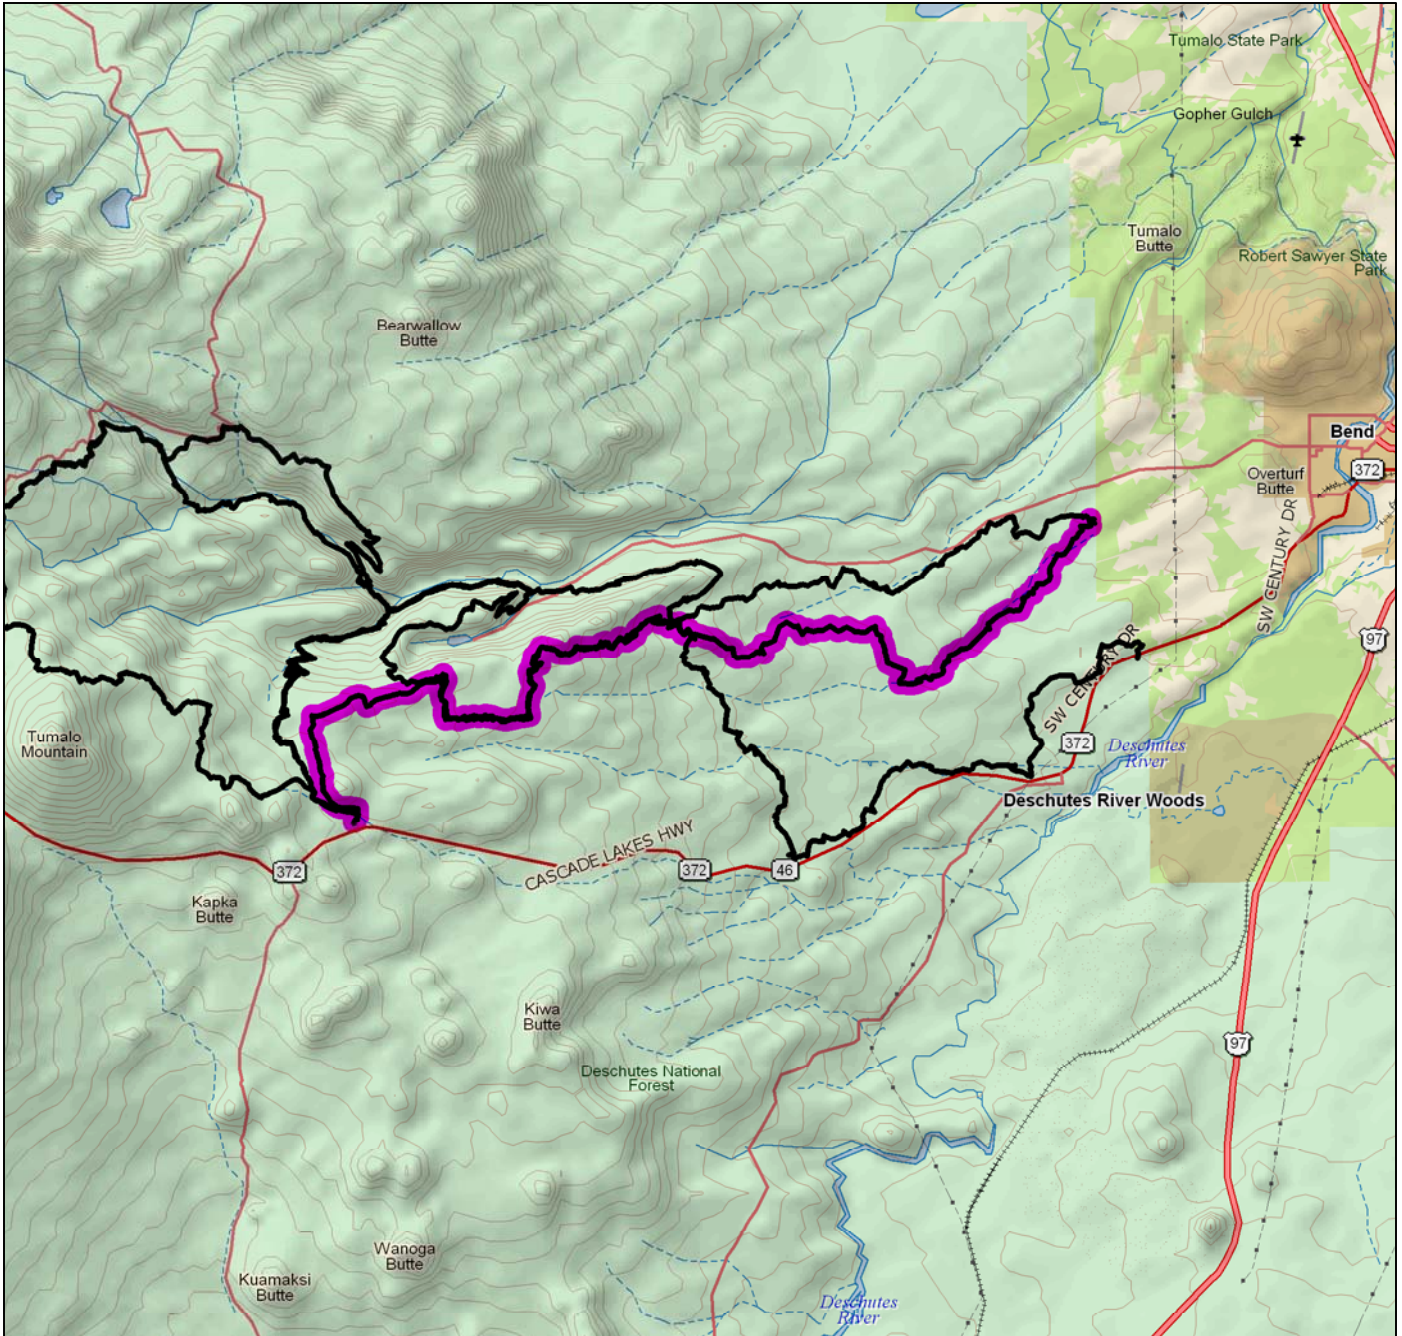 Tumalo State Park
Gopher Gulch
Tumalo
Butte
Robert Sawyer State
Park
Bearwallow
Butte
Bend
372
Overturf
Butte
SW CENTURY DR
97
SW CENTURY DR
372
Deschutes
River
Tumalo
Mountain
Deschutes River Woods
CASCADE LAKES HWY
372
372
46
Kapka
Butte
Kiwa
Butte
97
Deschutes National
Forest
Wanoga
Butte
Kuamaksi
Butte
Deschutes
River